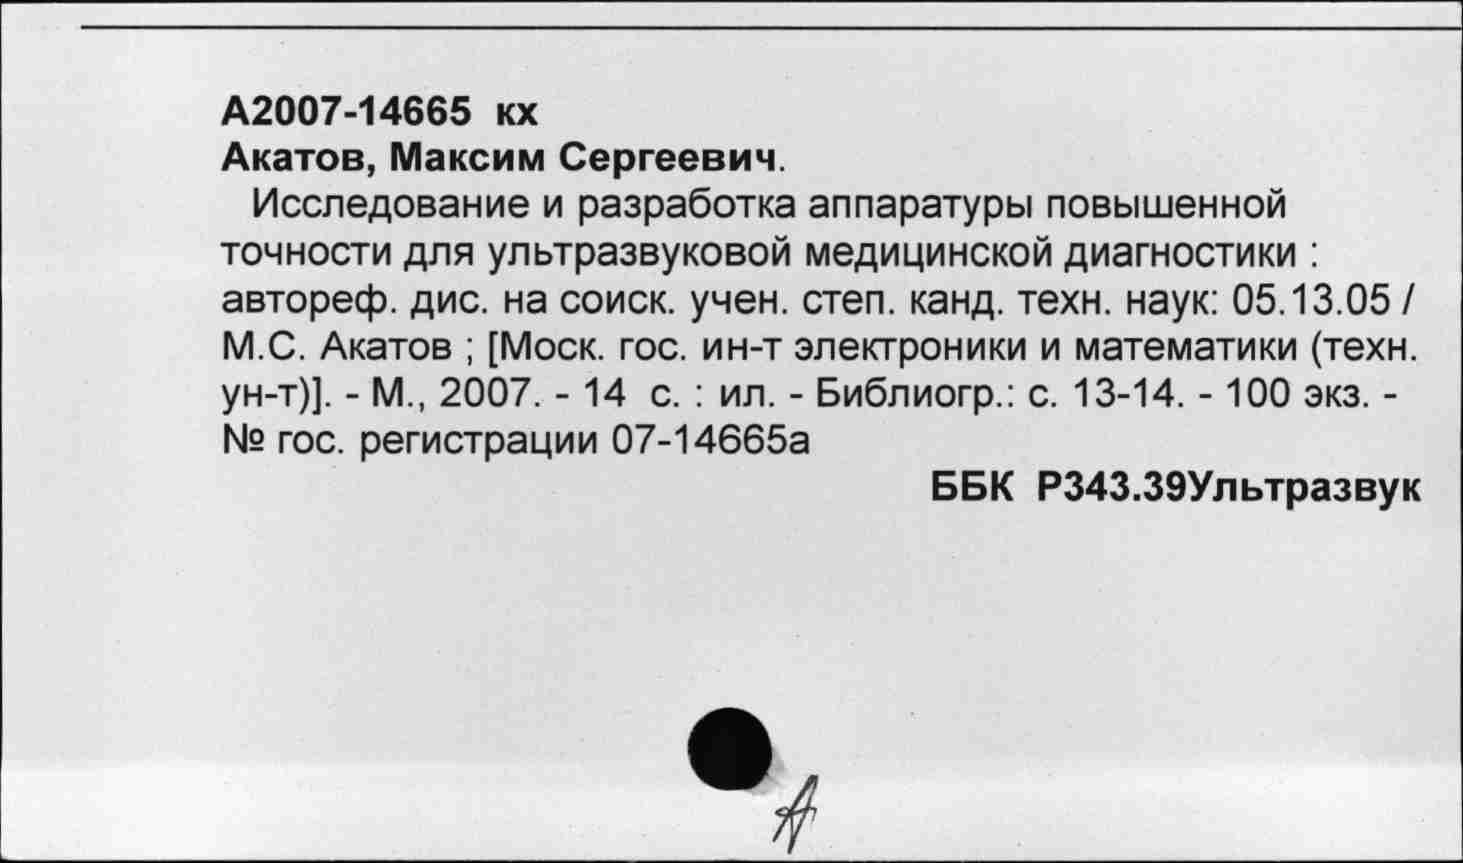 А2007-14665 кх
Акатов, Максим Сергеевич.
Исследование и разработка аппаратуры повышенной
точности для ультразвуковой медицинской диагностики :
автореф. дис. на соиск. учен. степ. канд. техн. наук: 05.13.05 /
М.С. Акатов ; [Моск. гос. ин-т электроники и математики (техн.
ун-т)]. - М., 2007. - 14 с. : ил. - Библиогр.: с. 13-14. - 100 экз. -
№ гос. регистрации 07-14665а
ББК Р343.39Ультразвук
А